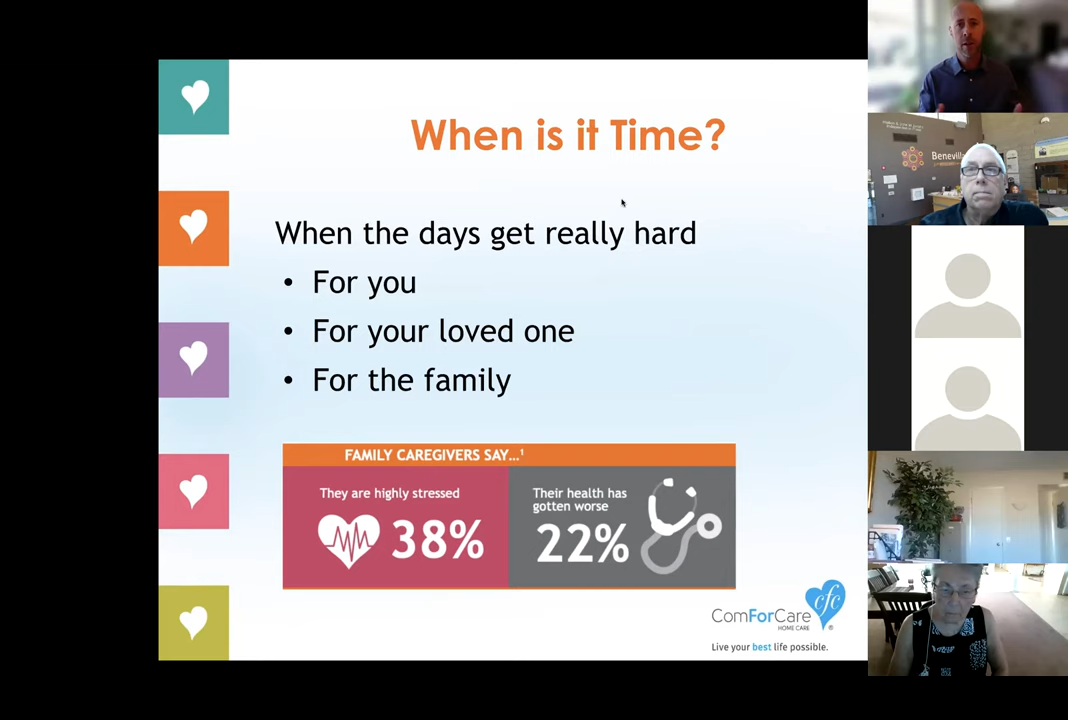 When is it Time?
When the days get really hard
• For you
• For your loved one
• For the family
FAMILY CAREGIVERS SAY...¹
They are highly stressed
38%
Their health has
gotten worse
22%
cfc
ComForCare
HOME CARE
®
Live your best life possible.